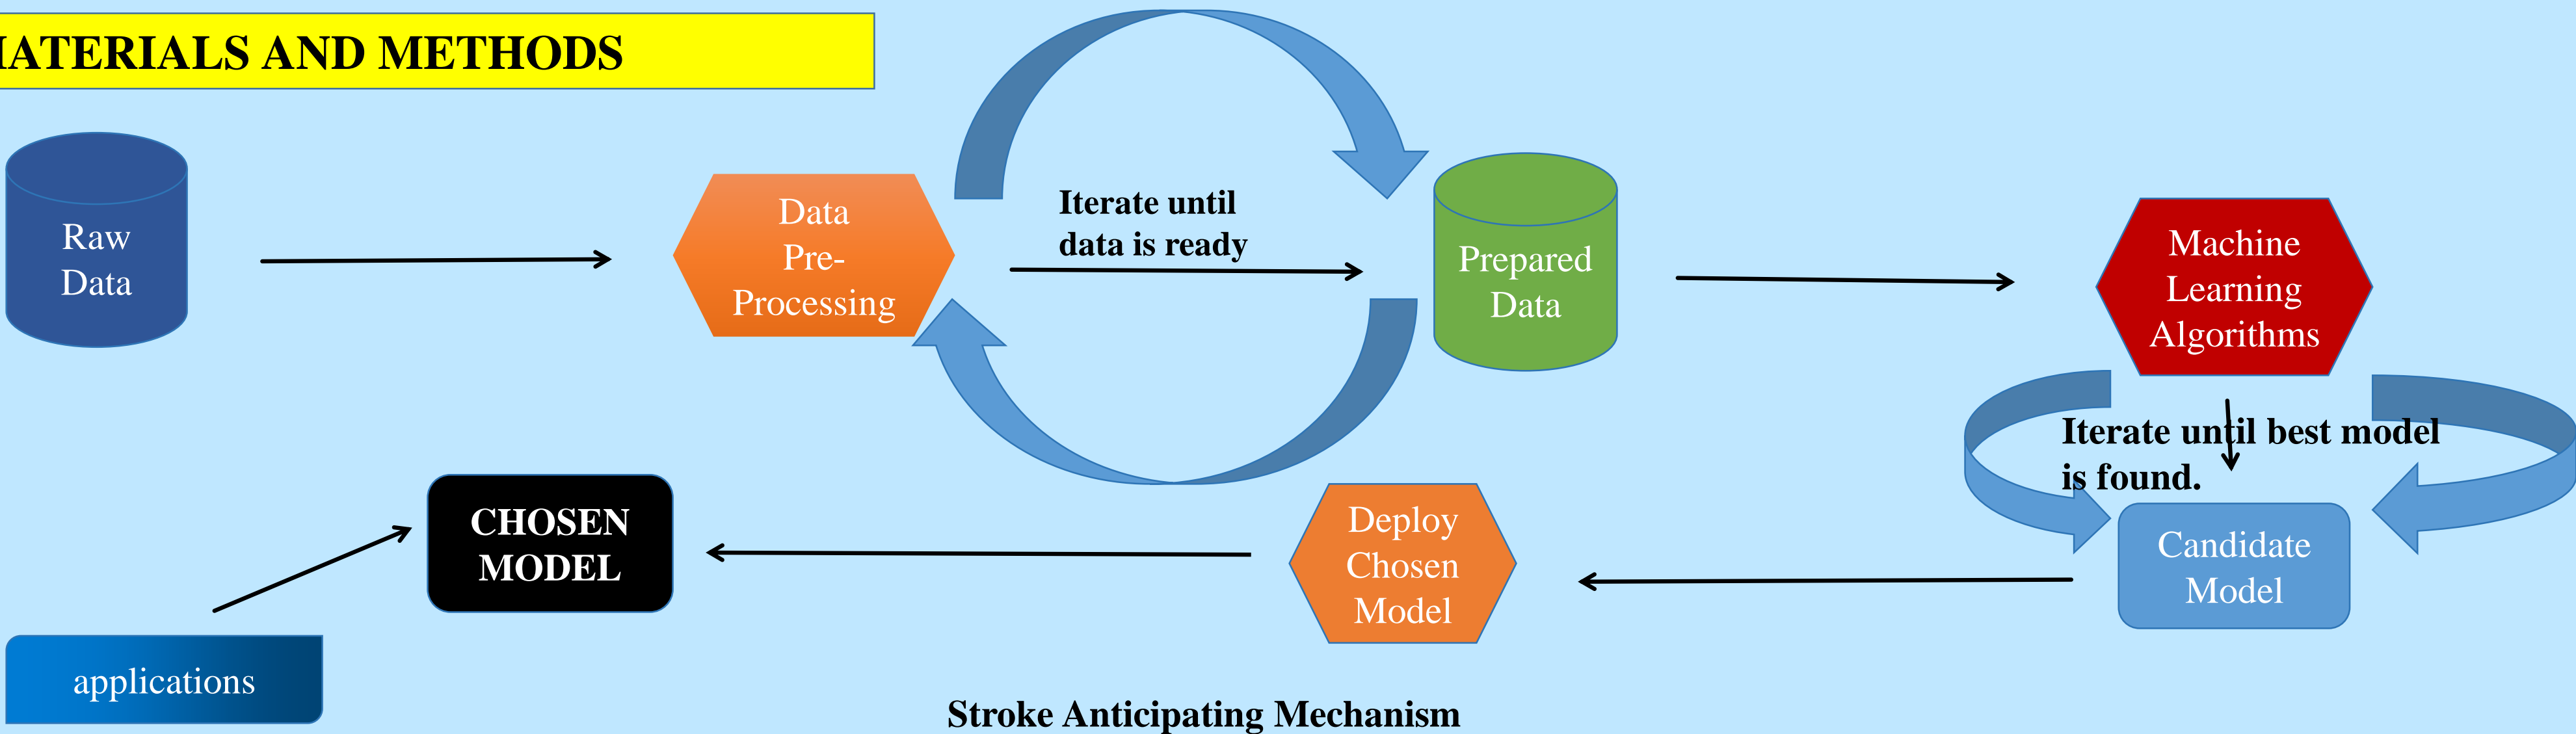 MATERIALS AND METHODS
Raw
Data
Data
Pre-
Processing
Iterate until
data is ready
Prepared
Data
Machine
Learning
Algorithms
Iterate until best model
is found.
Candidate
Model
Deploy
Chosen
Model
CHOSEN
MODEL
applications
Stroke Anticipating Mechanism